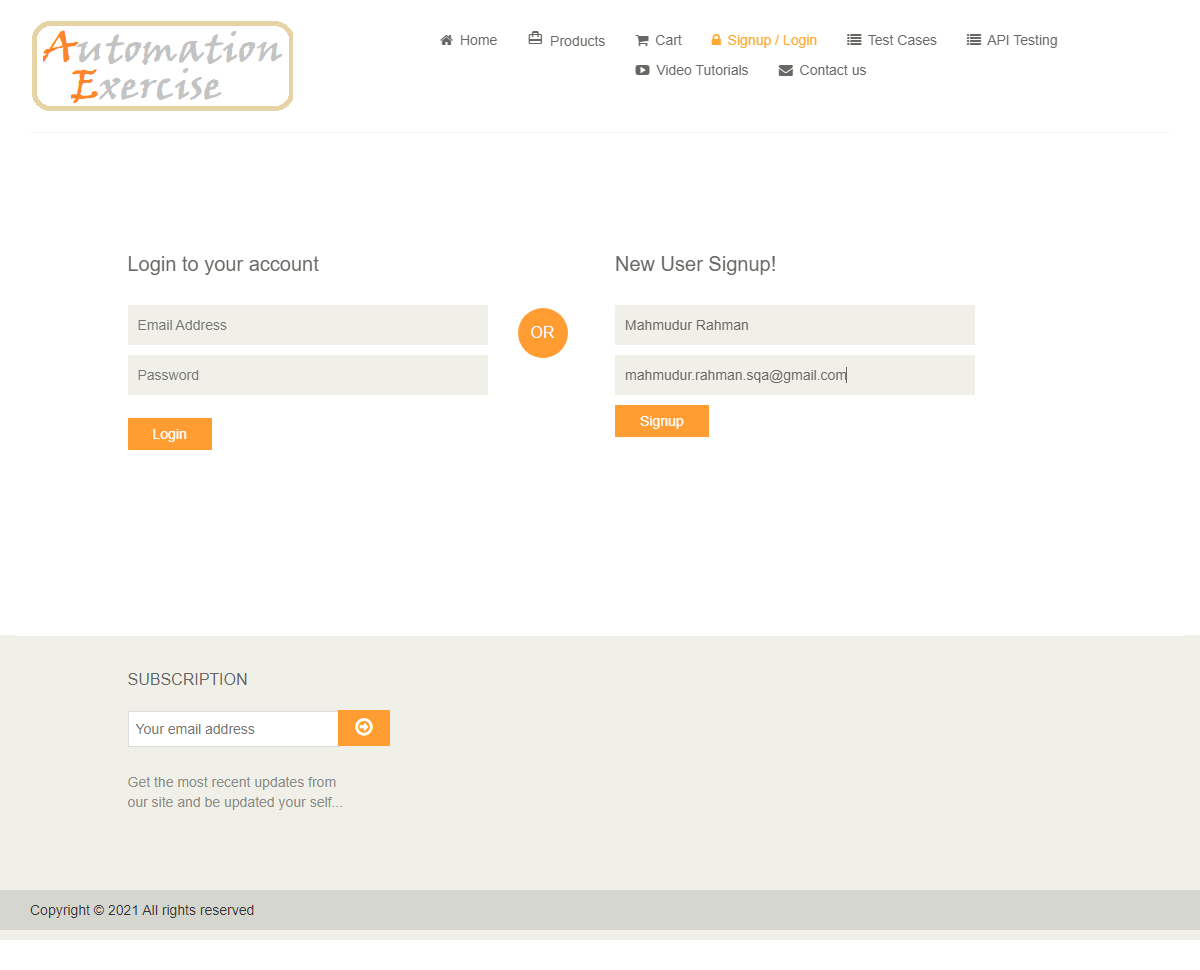 Automation
Exercise
Home
Products
Cart
Signup / Login
Test Cases
API Testing
Video Tutorials
Contact us
Login to your account
Email Address
Password
Login
OR
New User Signup!
Mahmudur Rahman
mahmudur.rahman.sqa@gmail.com
Signup
SUBSCRIPTION
Your email address
Get the most recent updates from
our site and be updated your self...
Copyright © 2021 All rights reserved